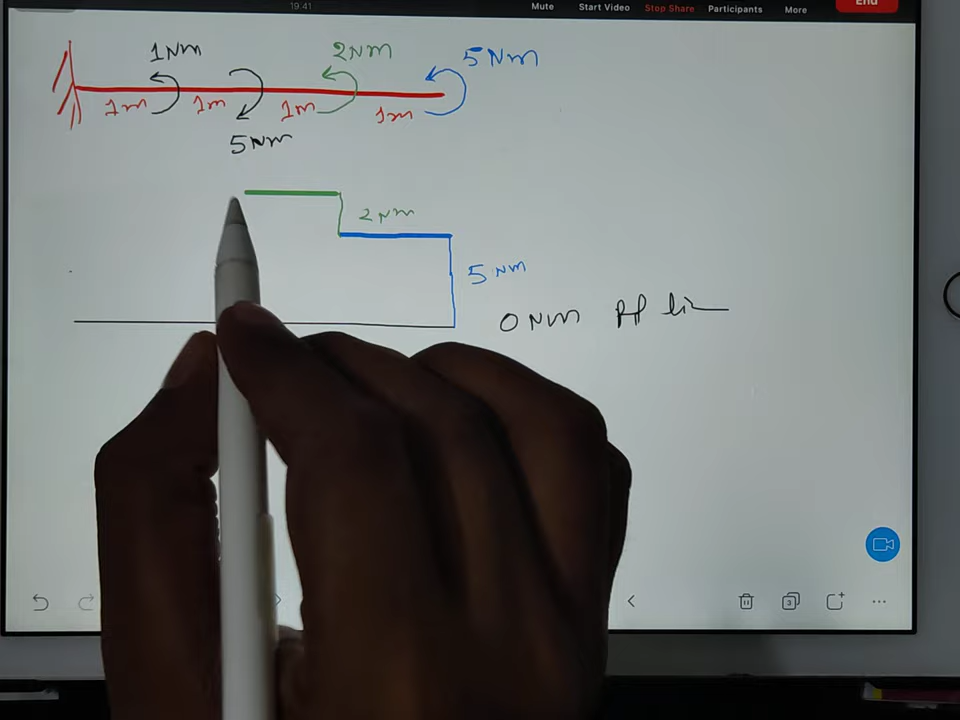 19.41
Mute Start Video Stop Share Participants More End
1Nm 2Nm 5Nm
1m 1m 1m 1m
5Nm
2Nm
5Nm
0Nm
3